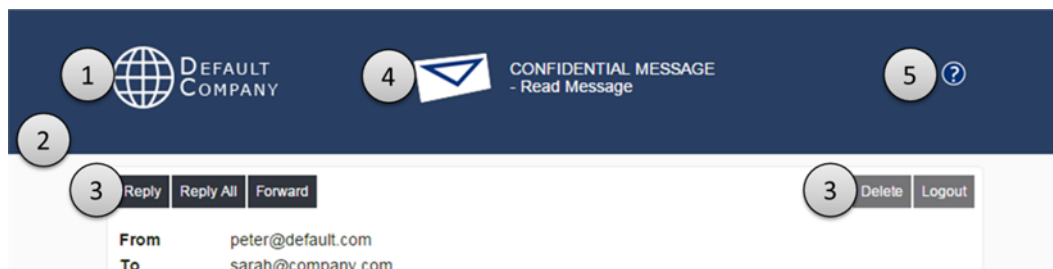 1
DEFAULT
COMPANY
4
CONFIDENTIAL MESSAGE
- Read Message
5
?
2
3
Reply Reply All Forward
3
Delete Logout
From peter@default.com
To sarah@company.com